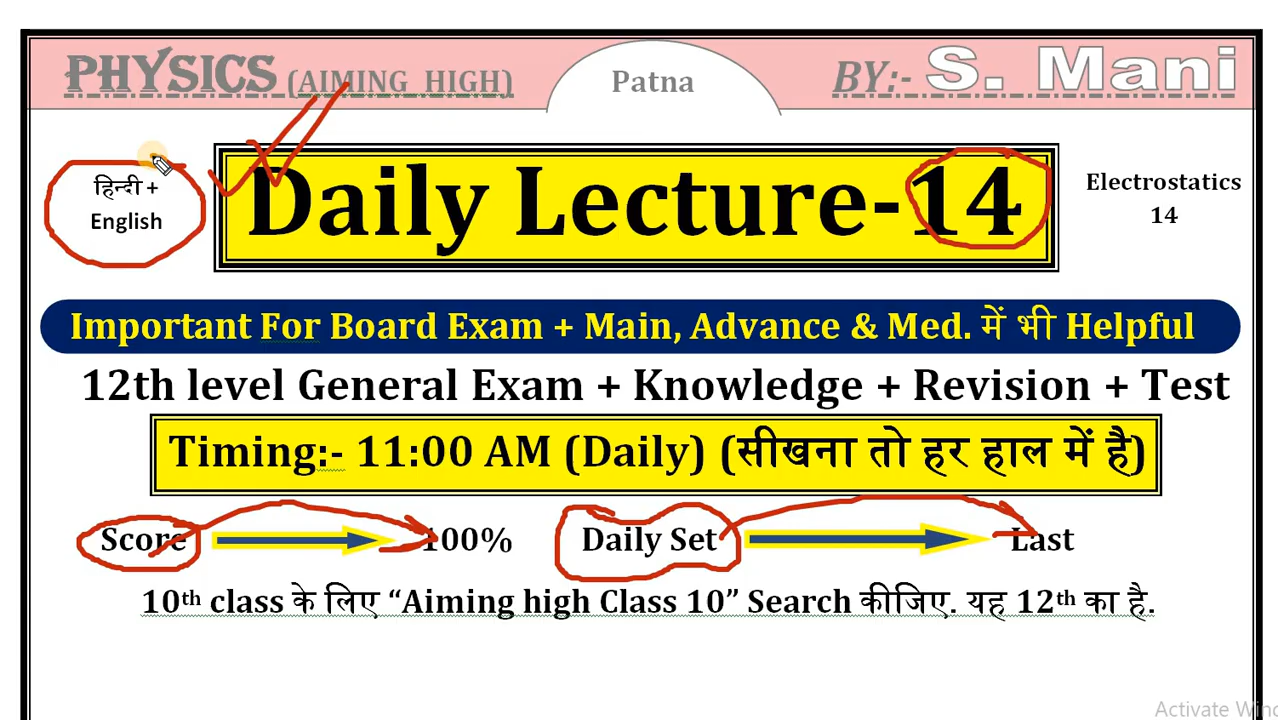 PHYSICS (AIMING HIGH)
Patna
BY:- S. Mani
हिन्दी +
English
Daily Lecture-14
Electrostatics
14
Important For Board Exam + Main, Advance & Med. में भी Helpful
12th level General Exam + Knowledge + Revision + Test
Timing:- 11:00 AM (Daily) (सीखना तो हर हाल में है)
Score 100% Daily Set Last
10th class के लिए “Aiming high Class 10” Search कीजिए. यह 12th का है.
Activate